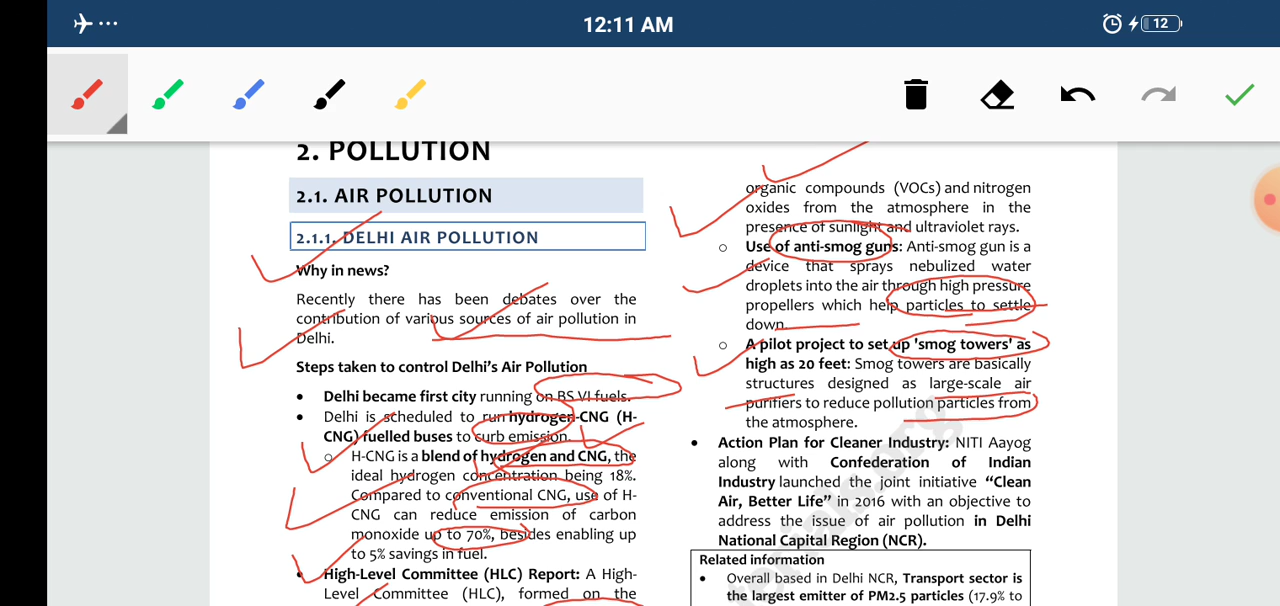 12:11 AM
12
2. POLLUTION
2.1. AIR POLLUTION
2.1.1. DELHI AIR POLLUTION
Why in news?
Recently there has been debates over the
contribution of various sources of air pollution in
Delhi.
Steps taken to control Delhi's Air Pollution
• Delhi became first city running on BS VI fuels.
• Delhi is scheduled to run hydrogen-CNG (H-
CNG) fuelled buses to curb emission.
o H-CNG is a blend of hydrogen and CNG, the
ideal hydrogen concentration being 18%.
Compared to conventional CNG, use of H-
CNG can reduce emission of carbon
monoxide up to 70%, besides enabling up
to 5% savings in fuel.
• High-Level Committee (HLC) Report: A High-
Level Committee (HLC), formed on the
organic compounds (VOCs) and nitrogen
oxides from the atmosphere in the
presence of sunlight and ultraviolet rays.
o Use of anti-smog guns: Anti-smog gun is a
device that sprays nebulized water
droplets into the air through high pressure
propellers which help particles to settle
down.
o A pilot project to set up 'smog towers' as
high as 20 feet: Smog towers are basically
structures designed as large-scale air
purifiers to reduce pollution particles from
the atmosphere.
• Action Plan for Cleaner Industry: NITI Aayog
along with Confederation of Indian
Industry launched the joint initiative "Clean
Air, Better Life" in 2016 with an objective to
address the issue of air pollution in Delhi
National Capital Region (NCR).
Related information
• Overall based in Delhi NCR, Transport sector is
the largest emitter of PM2.5 particles (17.9% to